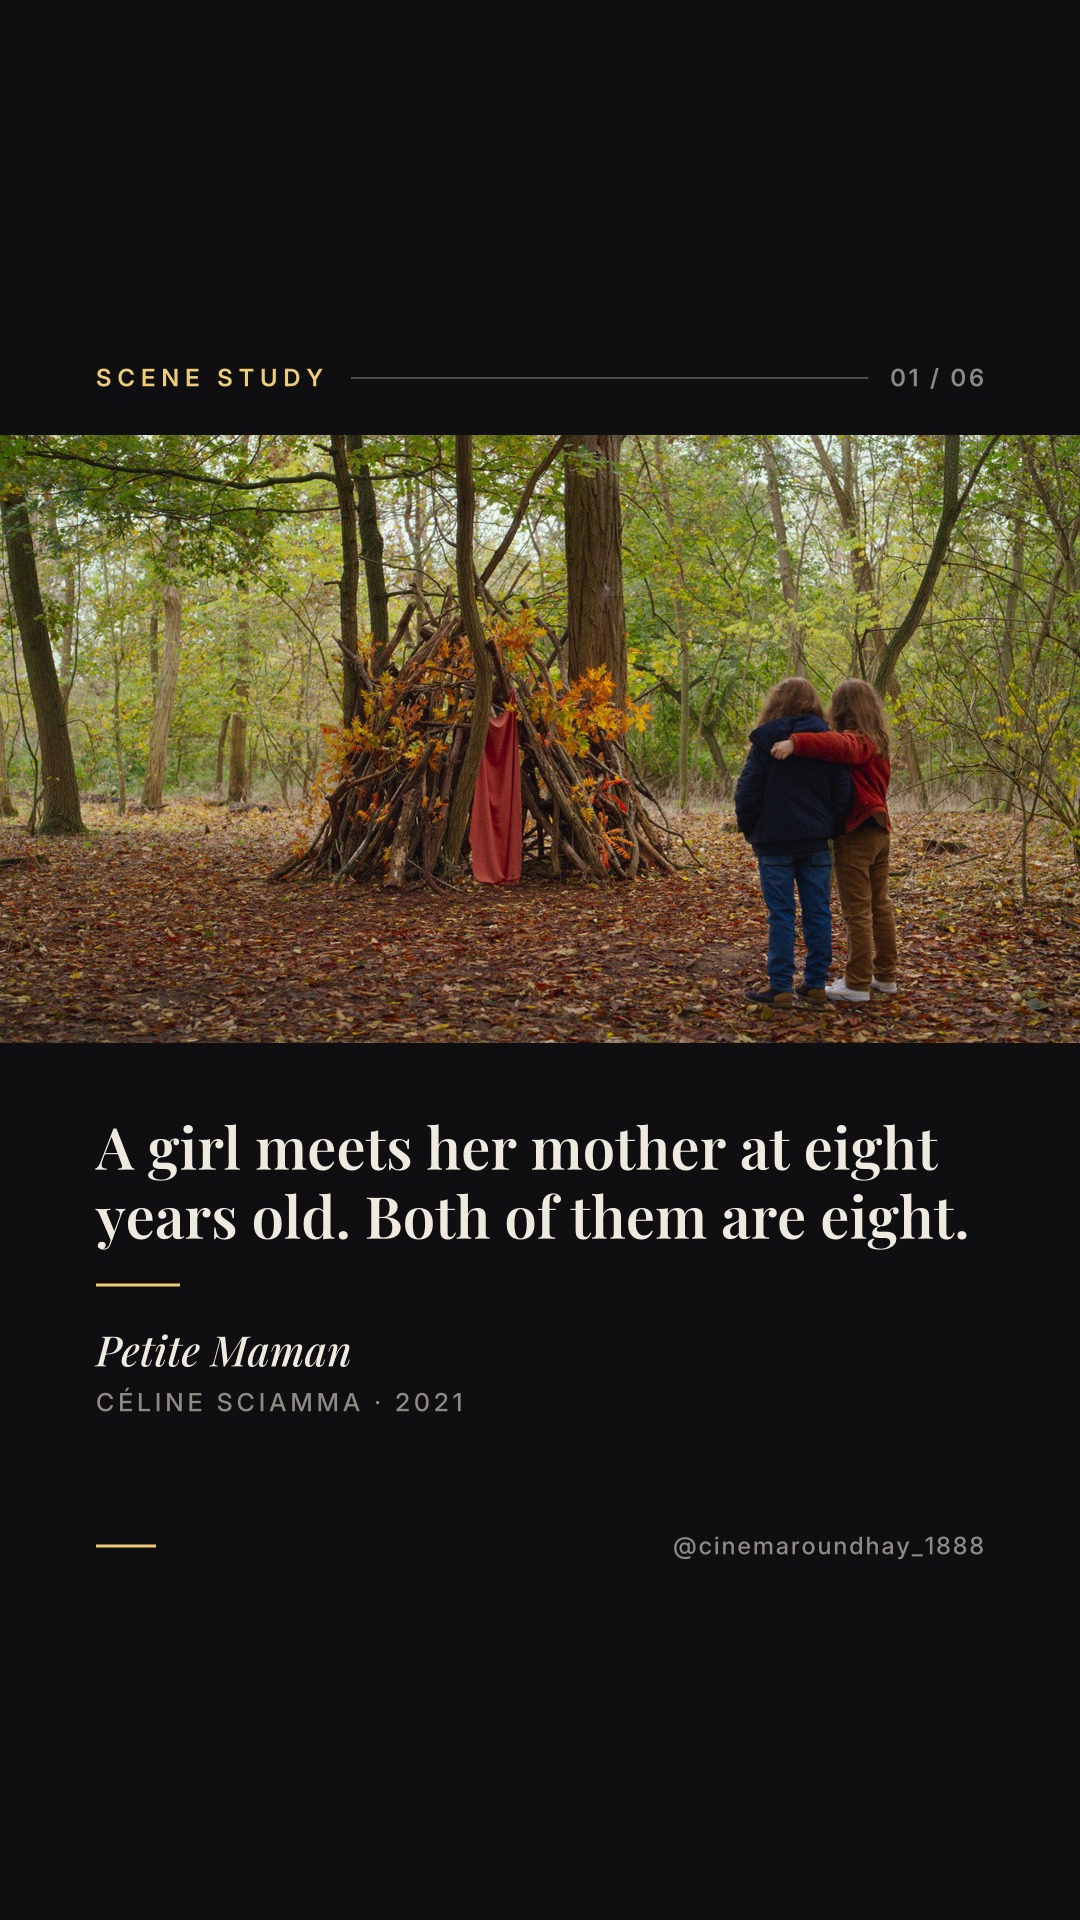 SCENE STUDY
01 / 06
A girl meets her mother at eight
years old. Both of them are eight.
Petite Maman
CÉLINE SCIAMMA · 2021
@cinemaroundhay_1888